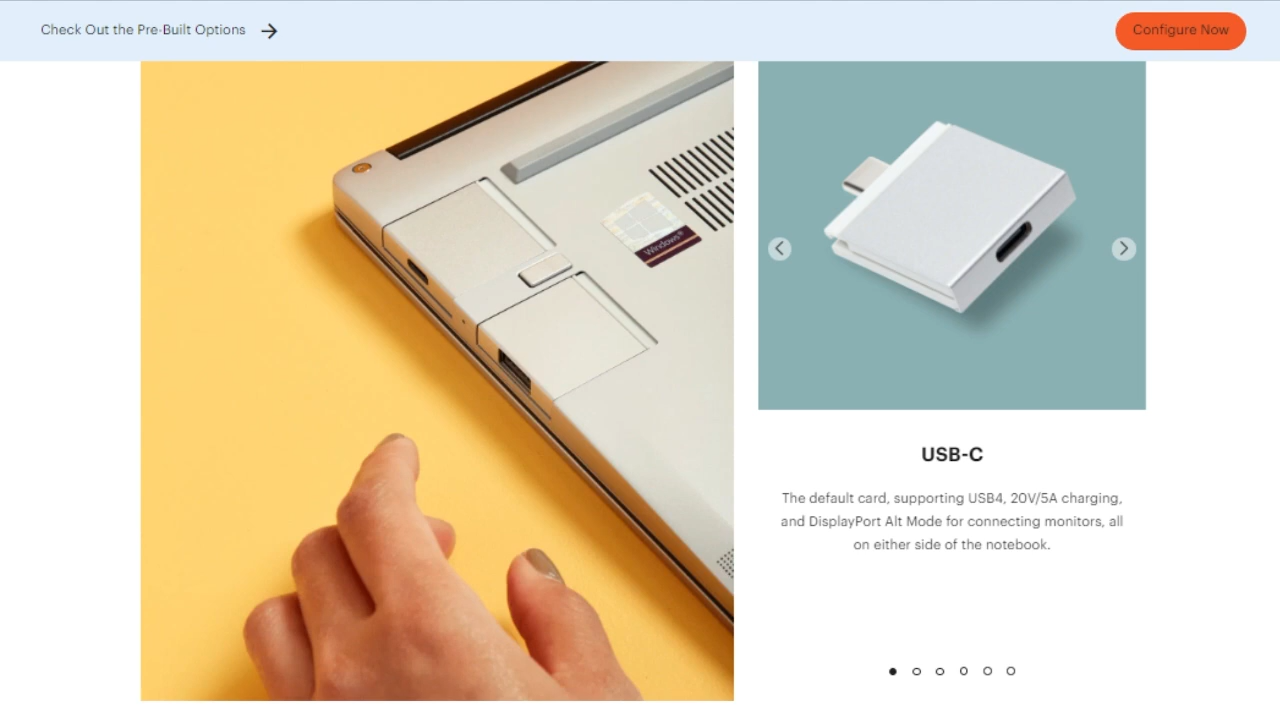 Check Out the Pre-Built Options
Configure Now
Windows®
USB-C
The default card, supporting USB4, 20V/5A charging,
and DisplayPort Alt Mode for connecting monitors, all
on either side of the notebook.